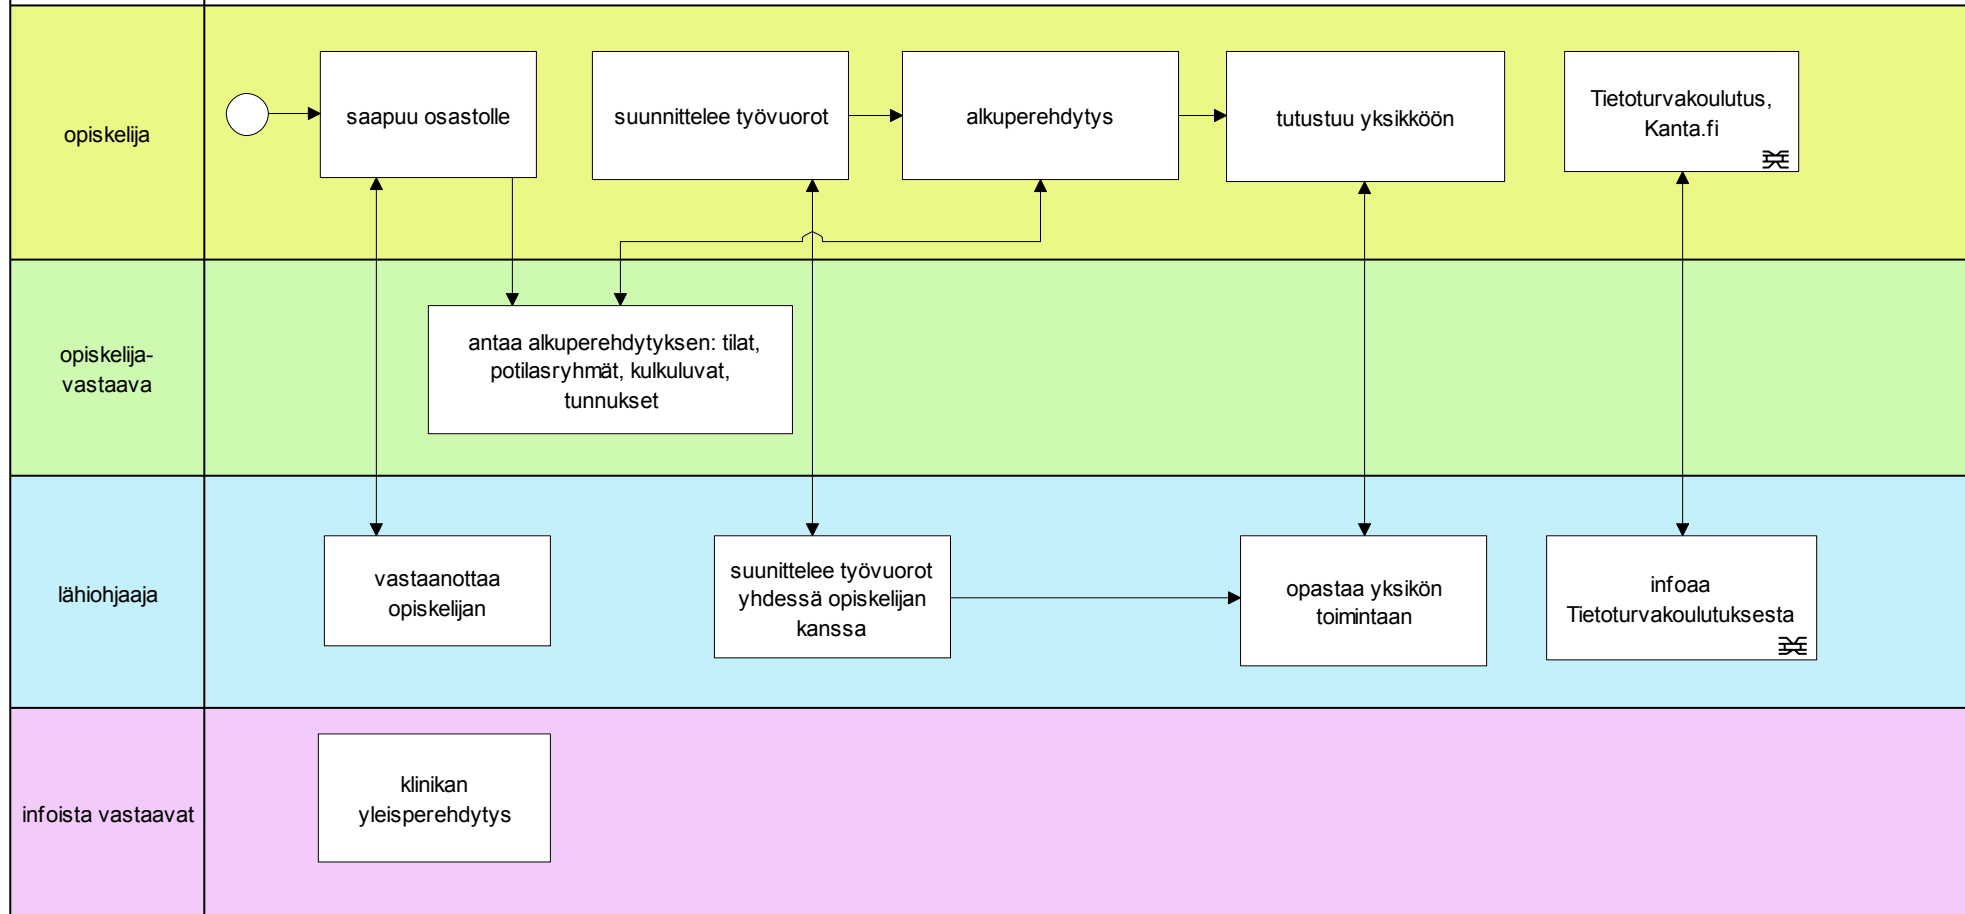 opiskelija
saapuu osastolle
suunnittelee työvuorot
alkuperehdytys
tutustuu yksikköön
Tietoturvakoulutus,
Kanta.fi
opiskelija-
vastaava
antaa alkuperehdytyksen: tilat,
potilasryhmät, kulkuluvat,
tunnukset
lähiohjaaja
vastaanottaa
opiskelijan
suunittelee työvuorot
yhdessä opiskelijan
kanssa
opastaa yksikön
toimintaan
infoaa
Tietoturvakoulutuksesta
infoista vastaavat
klinikan
yleisperehdytys